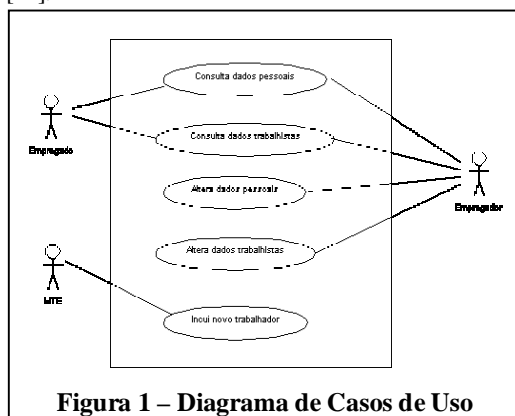 Consulta dados pessoais
Empregado
Consulta dados trabalhistas
Altera dados pessoais
Empregador
Altera dados trabalhistas
MTE
Incui novo trabalhador
Figura 1 – Diagrama de Casos de Uso